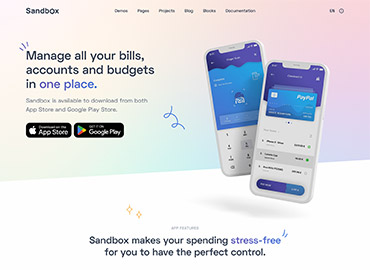 Sandbox
Demos Pages Projects Blog Blocks Documentation
EN
Manage all your bills,
accounts and budgets
in one place.
Sandbox is available to download from both
App Store and Google Play Store.
Download on the
App Store
GET IT ON
Google Play
PayPal
APP FEATURES
Sandbox makes your spending stress-free
for you to have the perfect control.